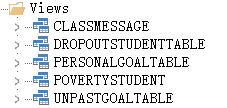 Views
CLASSMESSAGE
DROPOUTSTUDENTTABLE
PERSONALGOALTABLE
POVERTYSTUDENT
UNPASTGOALTABLE